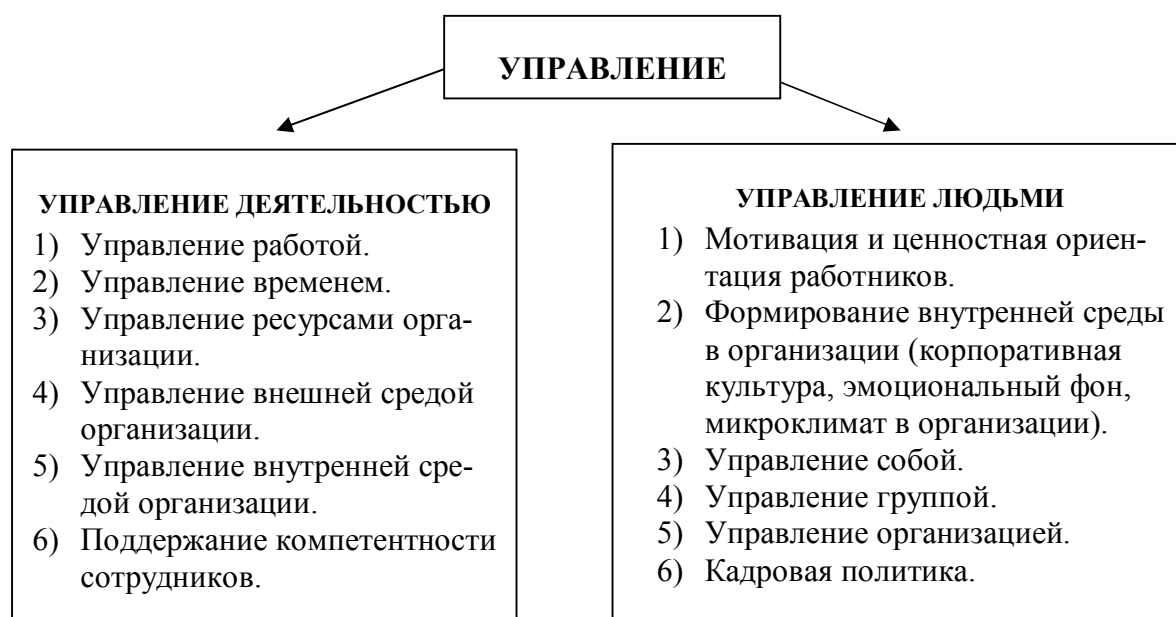 УПРАВЛЕНИЕ
УПРАВЛЕНИЕ ДЕЯТЕЛЬНОСТЬЮ
1) Управление работой.
2) Управление временем.
3) Управление ресурсами орга-
низации.
4) Управление внешней средой
организации.
5) Управление внутренней сре-
дой организации.
6) Поддержание компетентности
сотрудников.
УПРАВЛЕНИЕ ЛЮДЬМИ
1) Мотивация и ценностная ориен-
тация работников.
2) Формирование внутренней среды
в организации (корпоративная
культура, эмоциональный фон,
микроклимат в организации).
3) Управление собой.
4) Управление группой.
5) Управление организацией.
6) Кадровая политика.